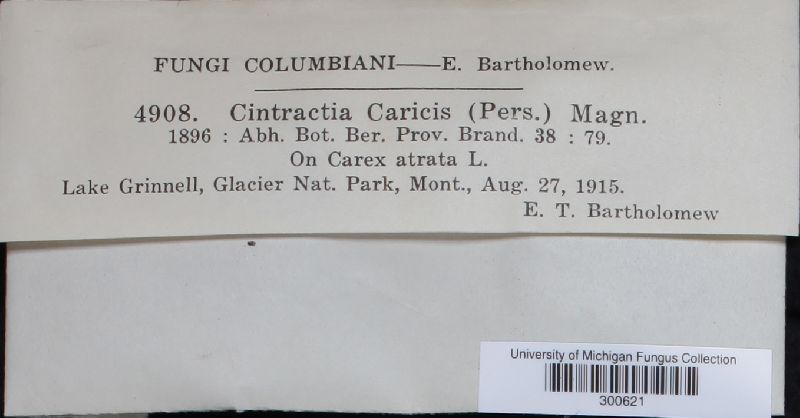 FUNGI COLUMBIANI——E. Bartholomew.
4908. Cintractia Caricis (Pers.) Magn.
1896 : Abh. Bot. Ber. Prov. Brand. 38 : 79.
On Carex atrata L.
Lake Grinnell, Glacier Nat. Park, Mont., Aug. 27, 1915.
E. T. Bartholomew
University of Michigan Fungus Collection
300621